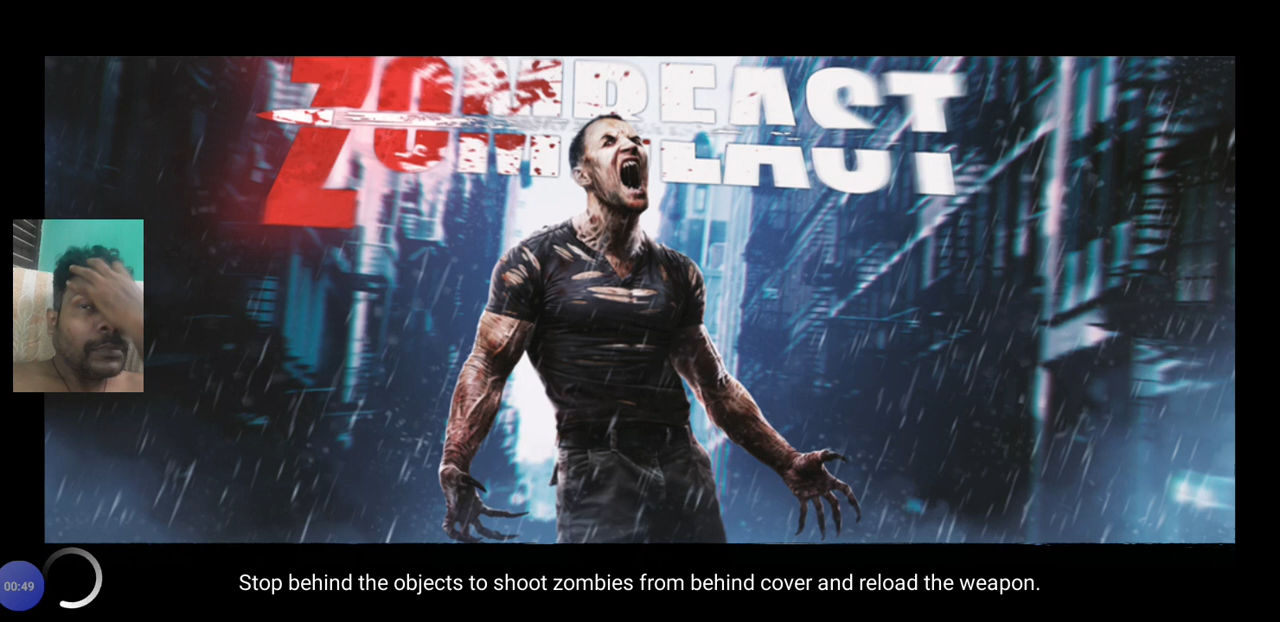 ZOMBEAST
00:49
Stop behind the objects to shoot zombies from behind cover and reload the weapon.